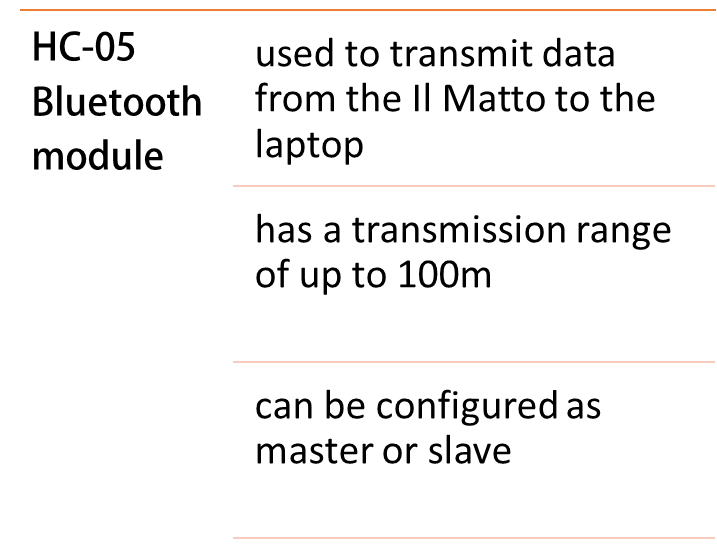 HC-05
Bluetooth
module
used to transmit data
from the Il Matto to the
laptop
has a transmission range
of up to 100m
can be configured as
master or slave